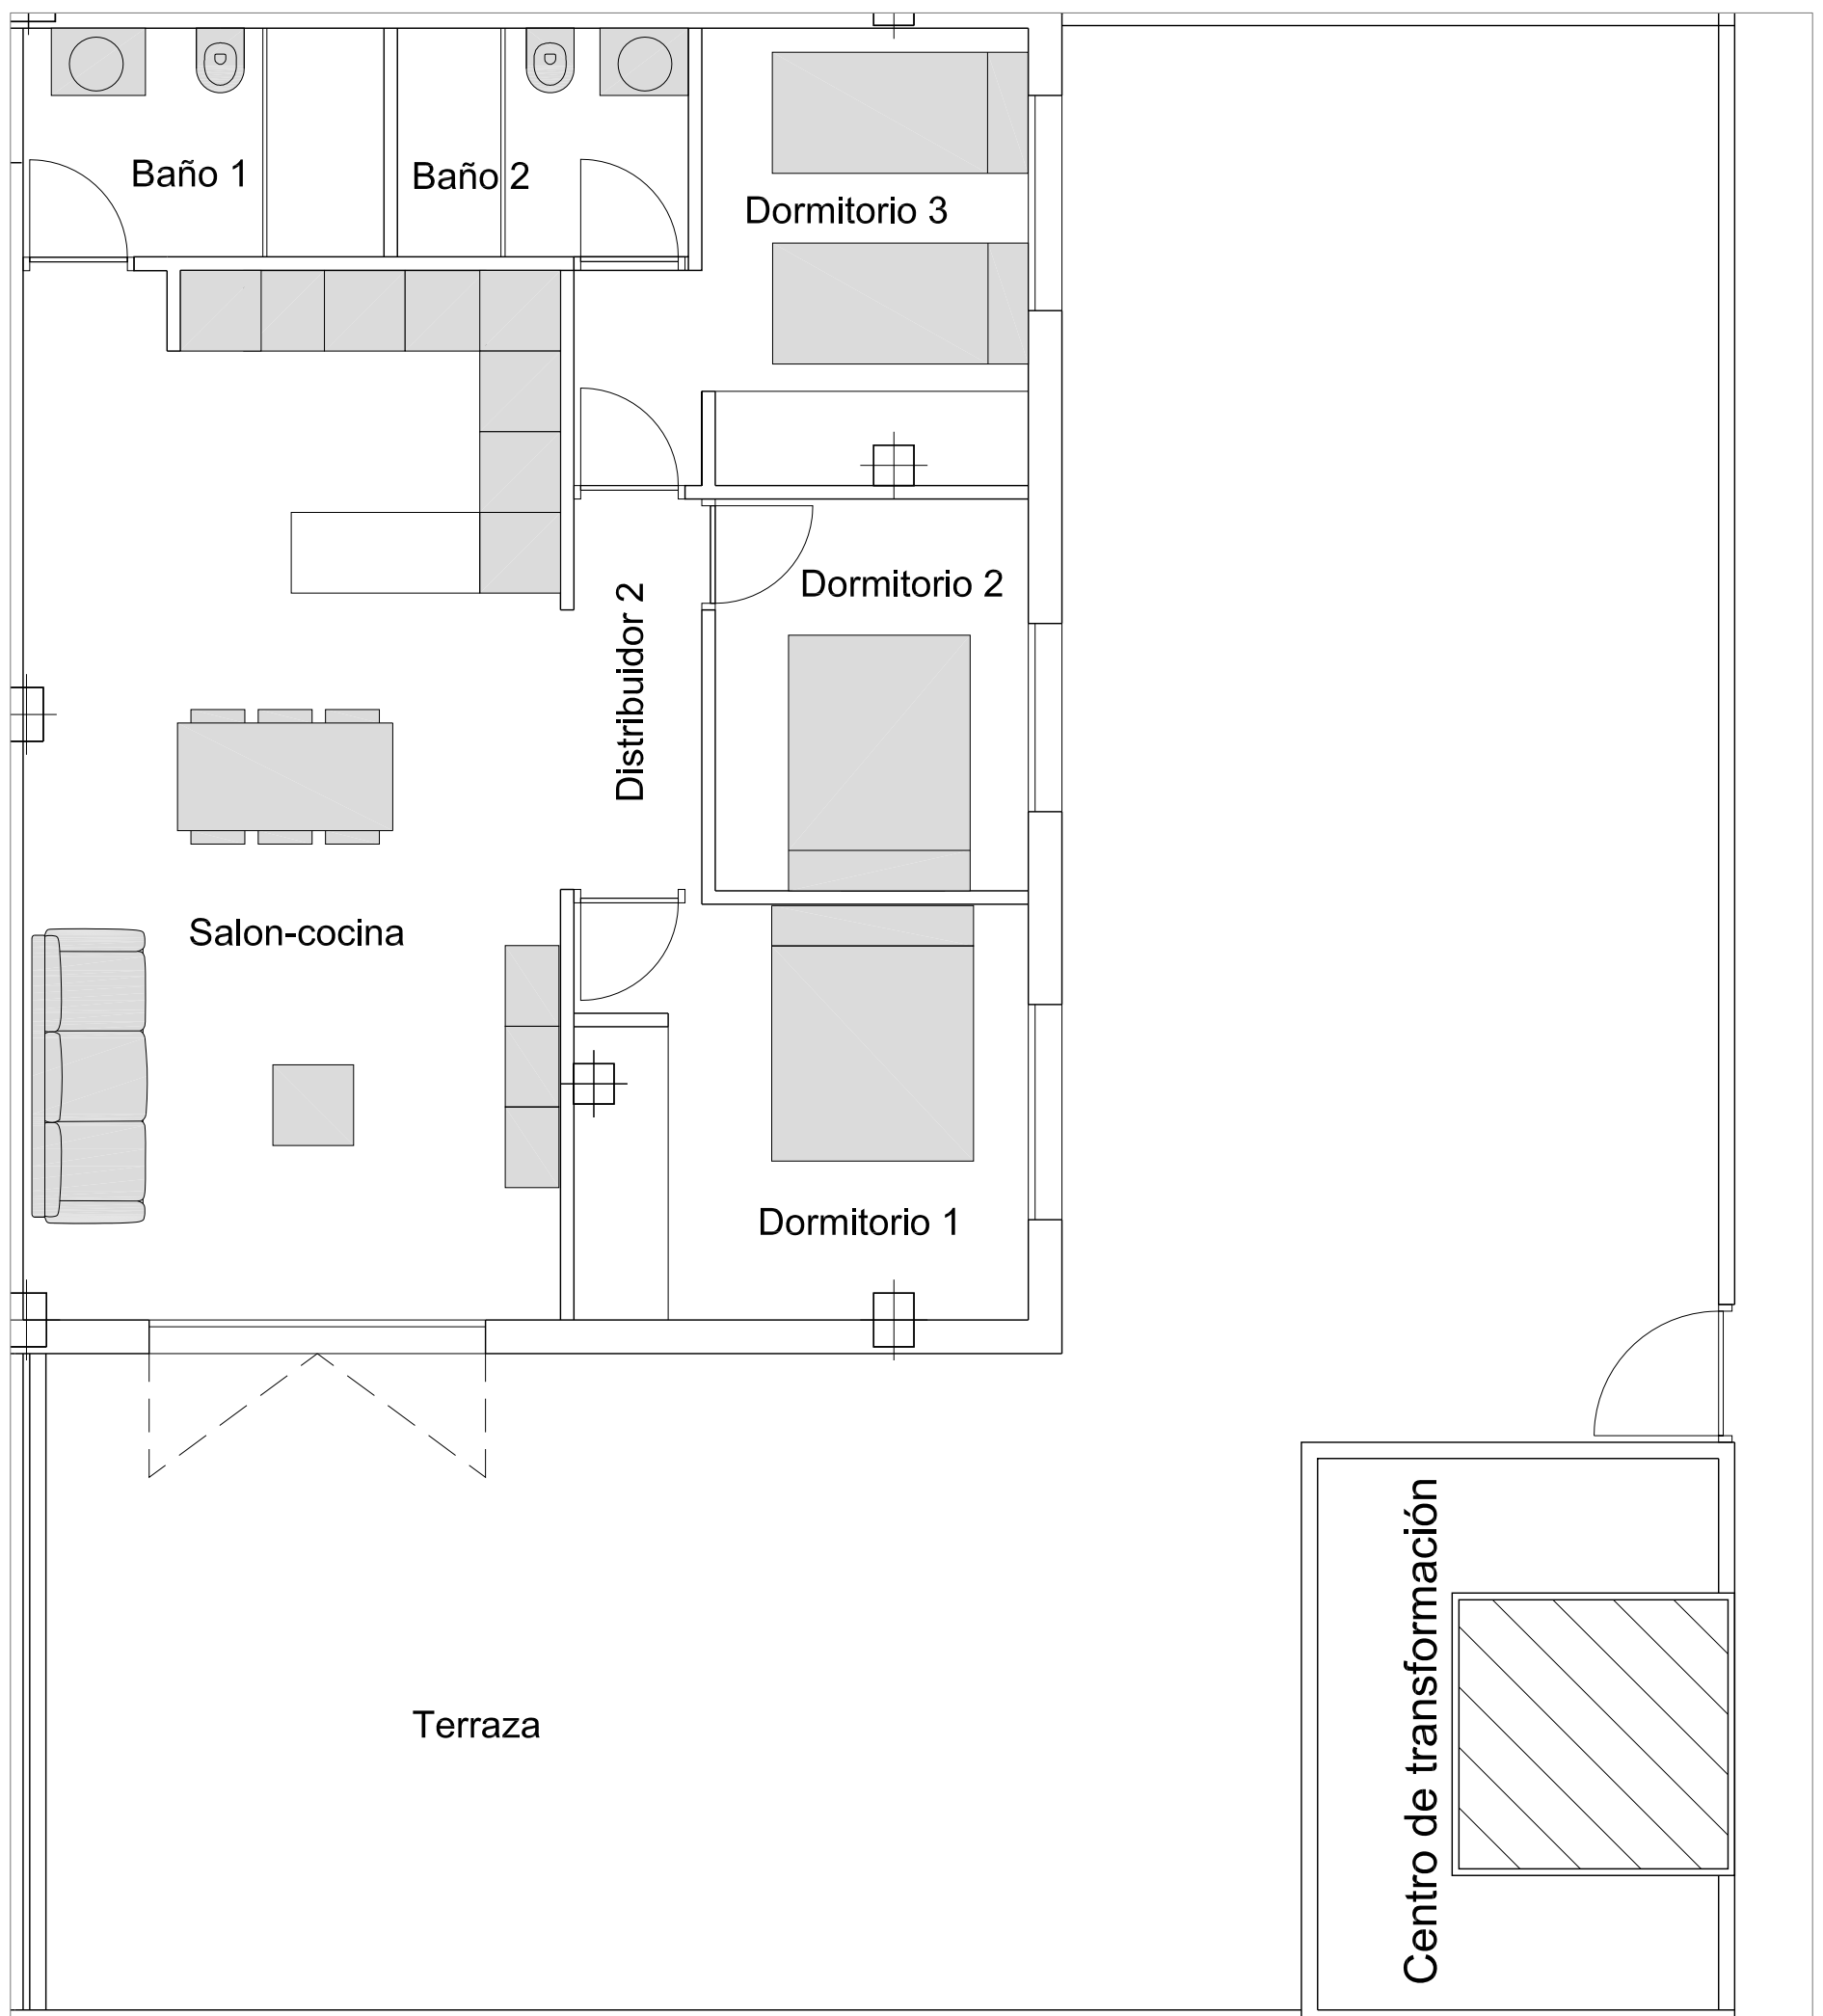 Baño 1
Baño 2
Dormitorio 3
Dormitorio 2
Distribuidor 2
Salon-cocina
Dormitorio 1
Centro de transformación
Terraza